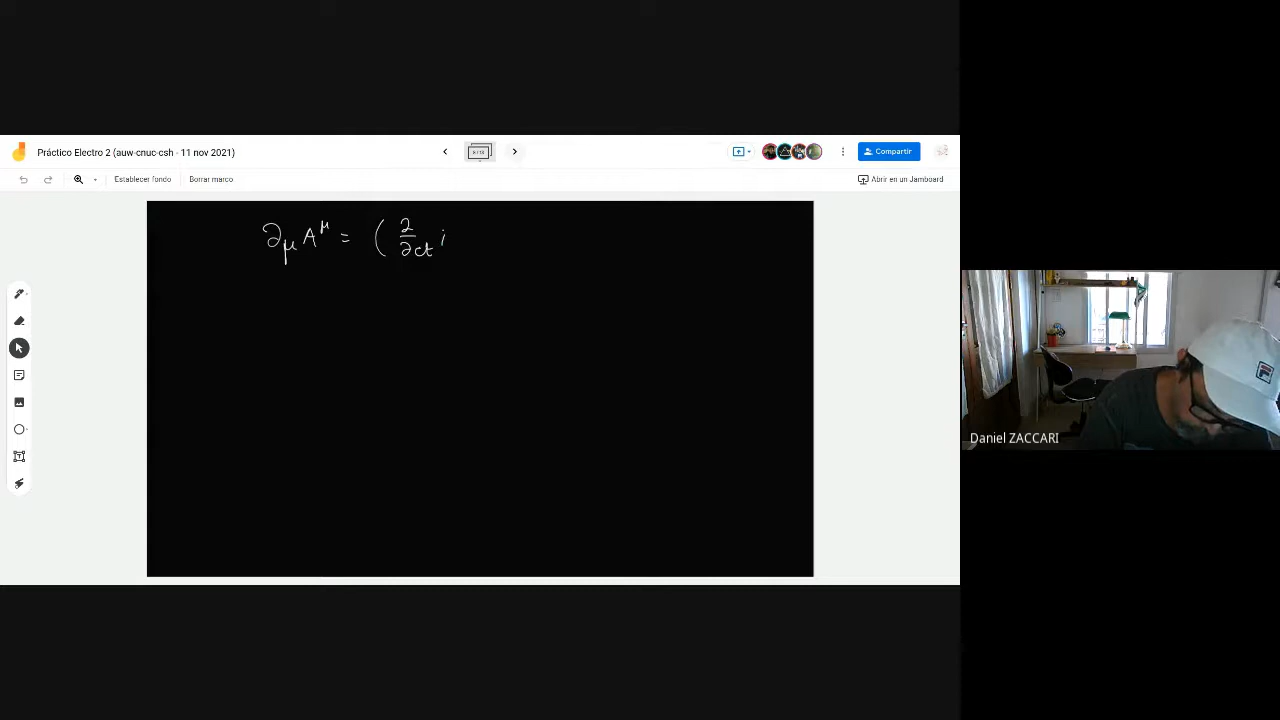 Práctico Electro 2 (auw-cnuc-csh - 11 nov 2021)
Compartir
Establecer fondo
Borrar marco
Abrir en un Jamboard
∂μ A^μ = ( ∂/∂ct ;
Daniel ZACCARI